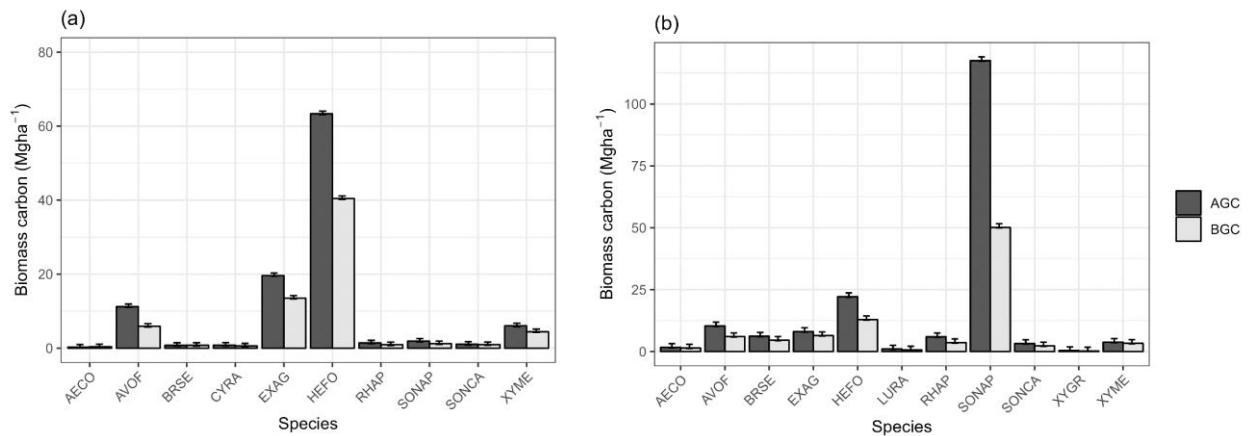 (a)
Biomass carbon (Mgha⁻¹)
80
60
40
20
0
AECO
AVOF
BRSE
CYRA
EXAG
HEFO
RHAP
SONAP
SONCA
XYME
Species
(b)
Biomass carbon (Mgha⁻¹)
100
75
50
25
0
AECO
AVOF
BRSE
EXAG
HEFO
LURA
RHAP
SONAP
SONCA
XYGR
XYME
Species
AGC
BGC